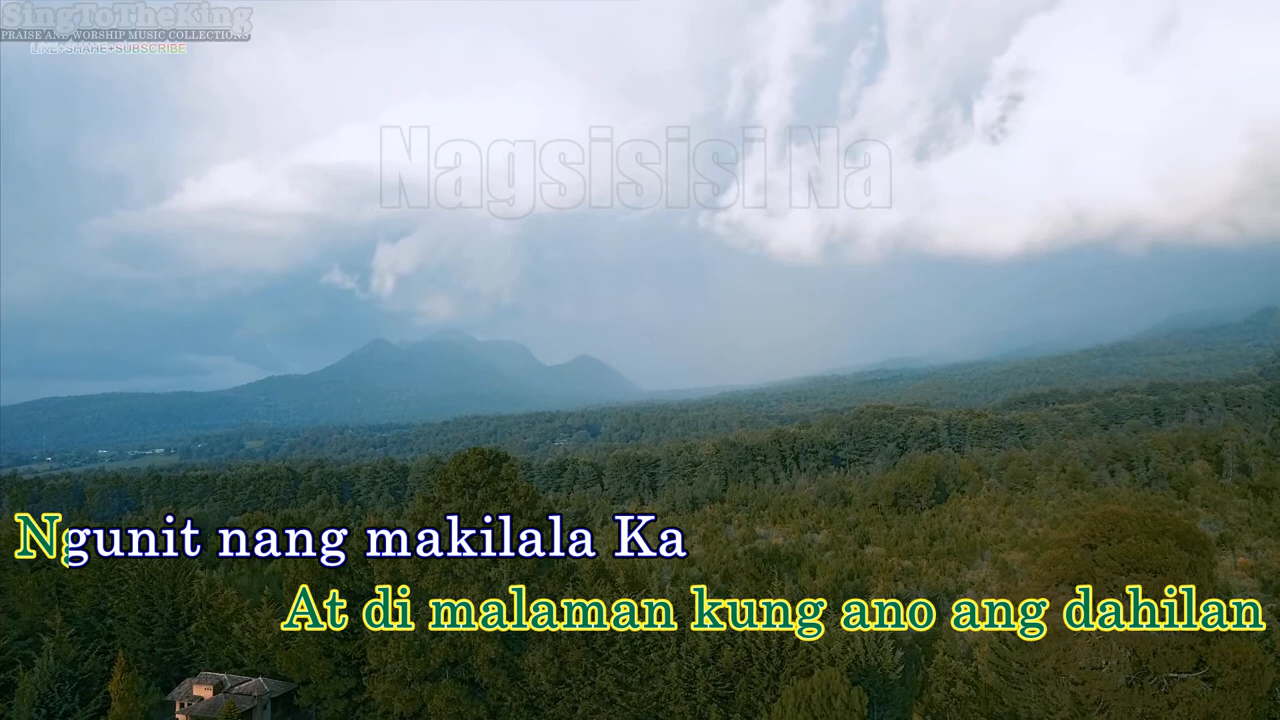 SingToTheKing
PRAISE AND WORSHIP MUSIC COLLECTIONS
LIKE+SHARE+SUBSCRIBE
Nagsisisi Na
Ngunit nang makilala Ka
At di malaman kung ano ang dahilan